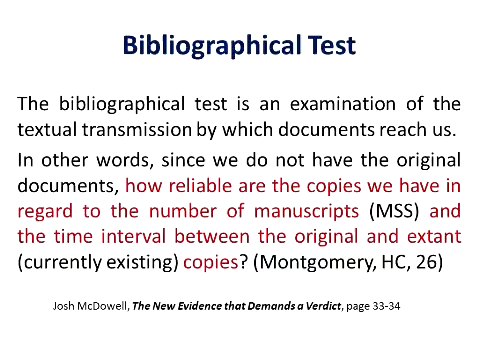 Bibliographical Test
The bibliographical test is an examination of the
textual transmission by which documents reach us.
In other words, since we do not have the original
documents, how reliable are the copies we have in
regard to the number of manuscripts (MSS) and
the time interval between the original and extant
(currently existing) copies? (Montgomery, HC, 26)
Josh McDowell, The New Evidence that Demands a Verdict, page 33-34